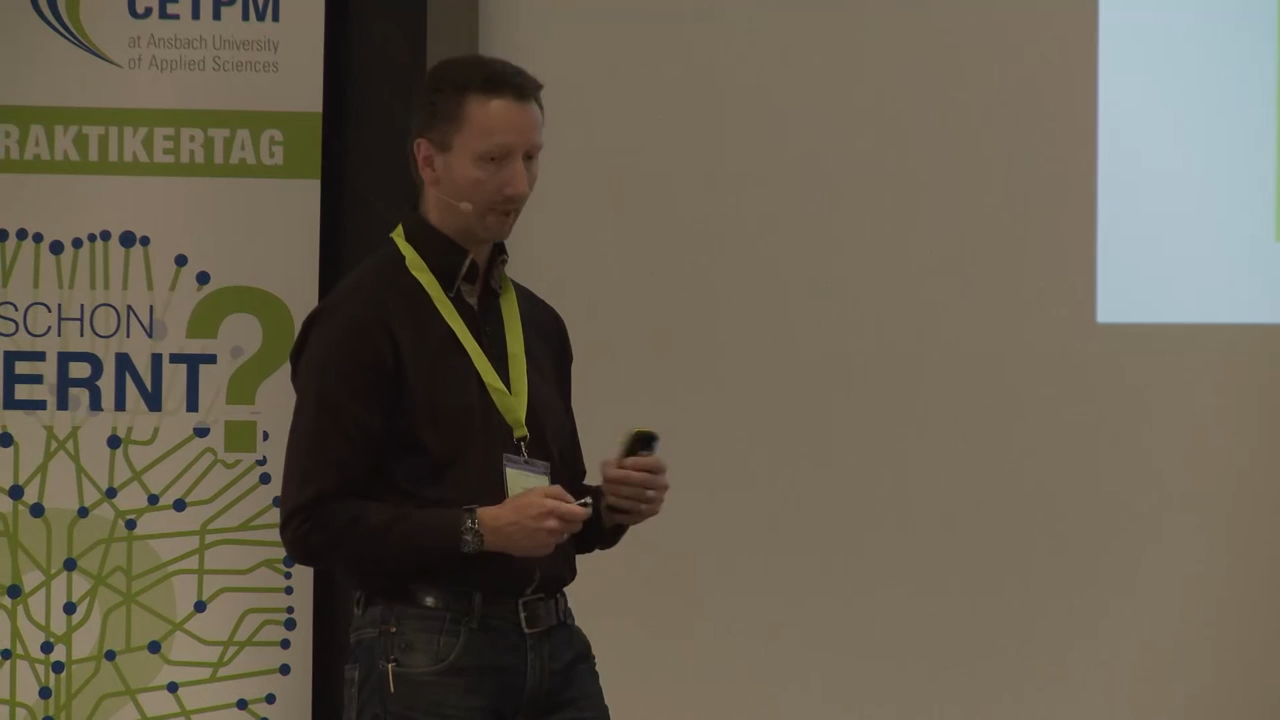 CETPM
at Ansbach University
of Applied Sciences
RAKTIKERTAG
SCHON
ERNT?